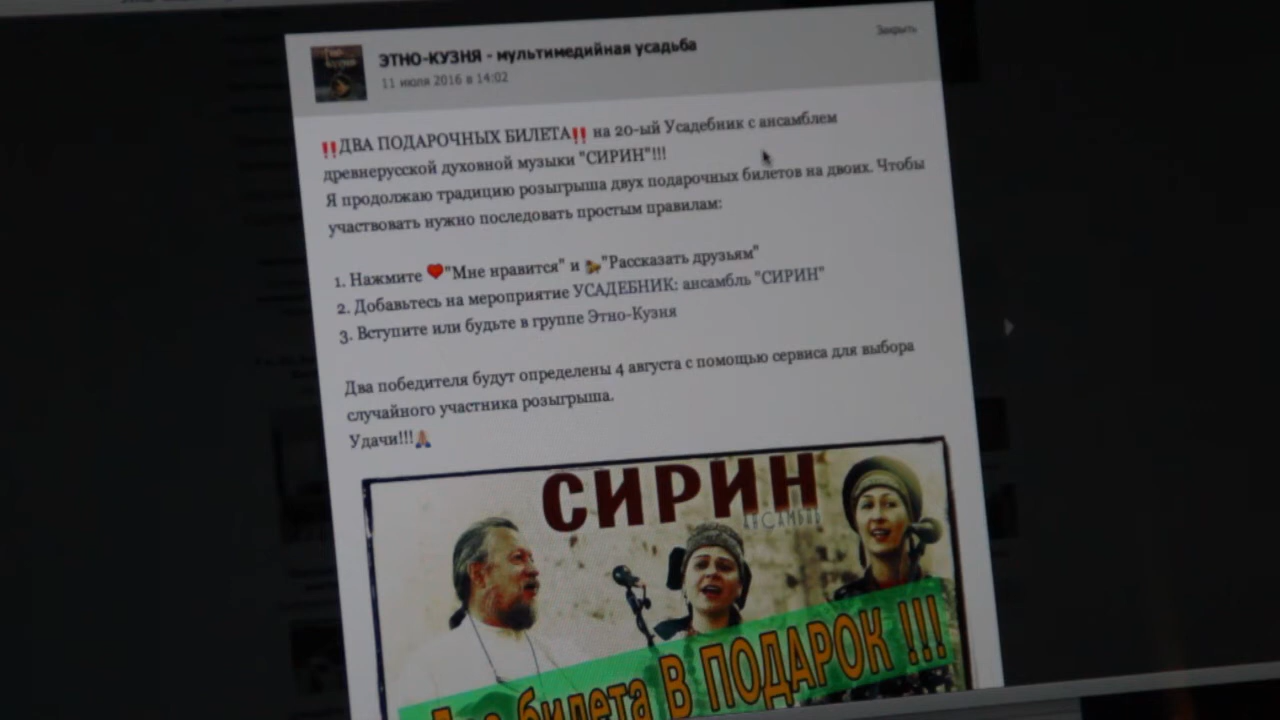 ЭТНО-КУЗНЯ - мультимедийная усадьба
Закрыть
11 июля 2016 в 14:02
‼ДВА ПОДАРОЧНЫХ БИЛЕТА‼ на 20-ый Усадебник с ансамблем
древнерусской духовной музыки "СИРИН"!!!
Я продолжаю традицию розыгрыша двух подарочных билетов на двоих. Чтобы
участвовать нужно последовать простым правилам:
1. Нажмите ❤"Мне нравится" и "Рассказать друзьям"
2. Добавьтесь на мероприятие УСАДЕБНИК: ансамбль "СИРИН"
3. Вступите или будьте в группе Этно-Кузня
Два победителя будут определены 4 августа с помощью сервиса для выбора
случайного участника розыгрыша.
Удачи!!!🙏
СИРИН
АНСАМБЛЬ
Два билета В ПОДАРОК !!!